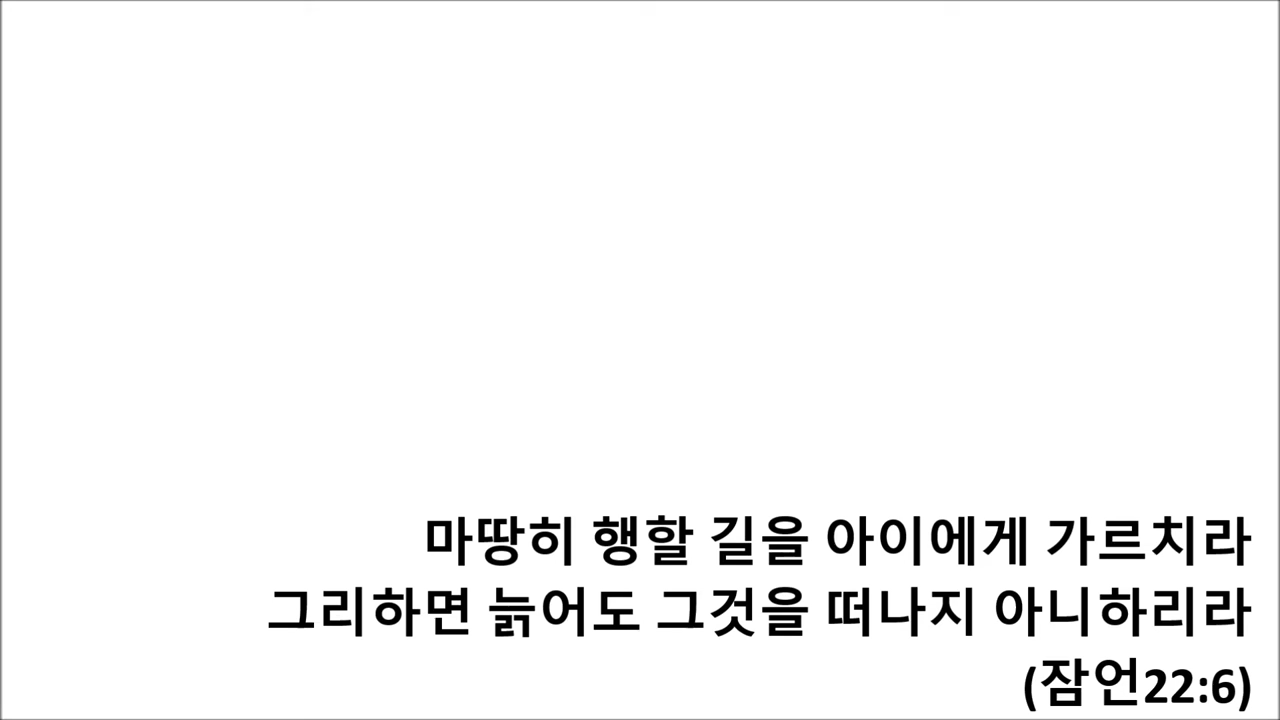 마땅히 행할 길을 아이에게 가르치라
그리하면 늙어도 그것을 떠나지 아니하리라
(잠언22:6)